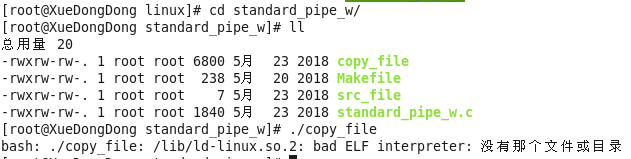 [root@XueDongDong linux]# cd standard_pipe_w/
[root@XueDongDong standard_pipe_w]# ll
总用量 20
-rwxrw-rw-. 1 root root 6800 5月  23 2018 copy_file
-rwxrw-rw-. 1 root root  238 5月  20 2018 Makefile
-rwxrw-rw-. 1 root root    7 5月  23 2018 src_file
-rwxrw-rw-. 1 root root 1840 5月  23 2018 standard_pipe_w.c
[root@XueDongDong standard_pipe_w]# ./copy_file
bash: ./copy_file: /lib/ld-linux.so.2: bad ELF interpreter: 没有那个文件或目录
[root@XueDongDong standard_pipe_w]#